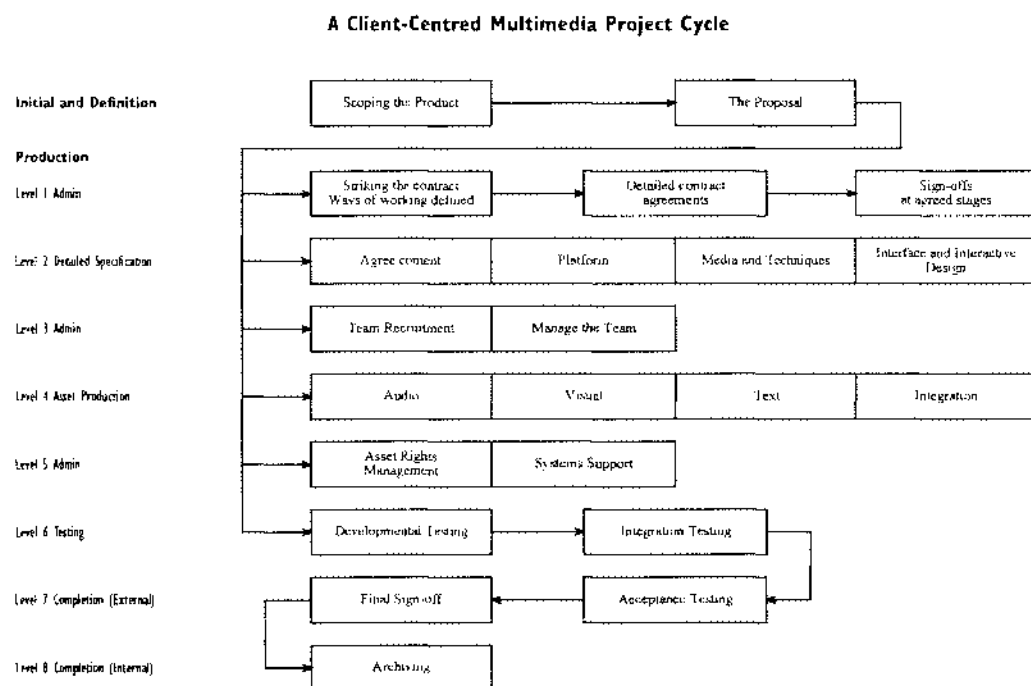 A Client-Centred Multimedia Project Cycle
Initial and Definition
Scoping the Product
The Proposal
Production
Level 1 Admin
Striking the contract
Ways of working defined
Detailed contract
agreements
Sign-offs
at agreed stages
Level 2 Detailed Specification
Agree content
Platform
Media and Techniques
Interface and Interactive
Design
Level 3 Admin
Team Recruitment
Manage the Team
Level 4 Asset Production
Audio
Visual
Text
Integration
Level 5 Admin
Asset Rights
Management
Systems Support
Level 6 Testing
Developmental Testing
Integration Testing
Level 7 Completion (External)
Final Sign-off
Acceptance Testing
Level 8 Completion (Internal)
Archiving